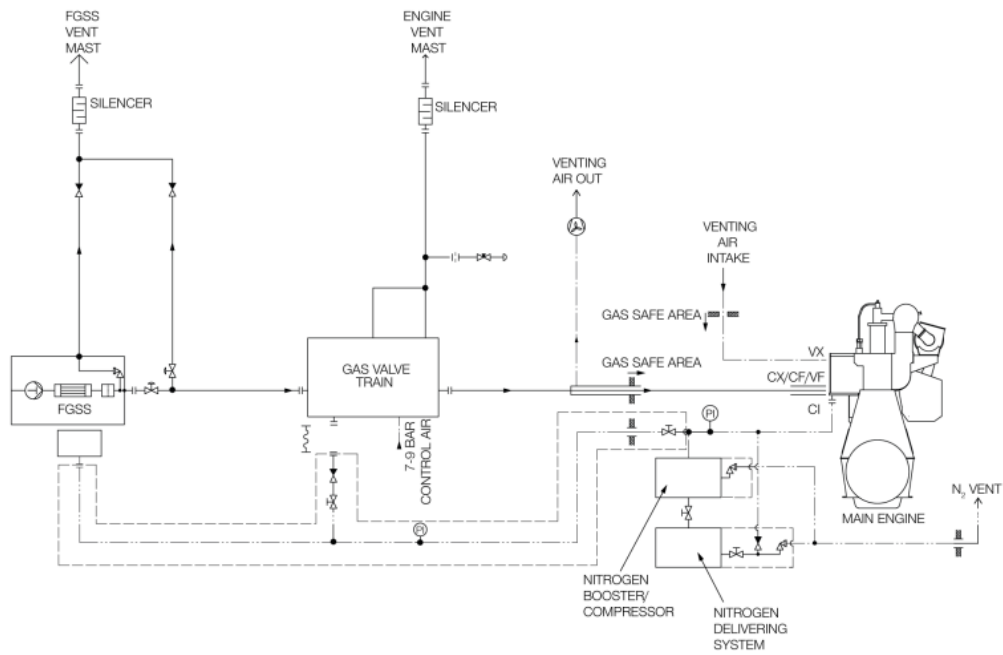 FGSS
VENT
MAST
ENGINE
VENT
MAST
SILENCER
SILENCER
VENTING
AIR OUT
VENTING
AIR
INTAKE
GAS SAFE AREA
GAS SAFE AREA
VX
CX/CF/VF
CI
GAS VALVE
TRAIN
FGSS
7-9 BAR
CONTROL AIR
PI
PI
MAIN ENGINE
N₂ VENT
NITROGEN
BOOSTER/
COMPRESSOR
NITROGEN
DELIVERING
SYSTEM